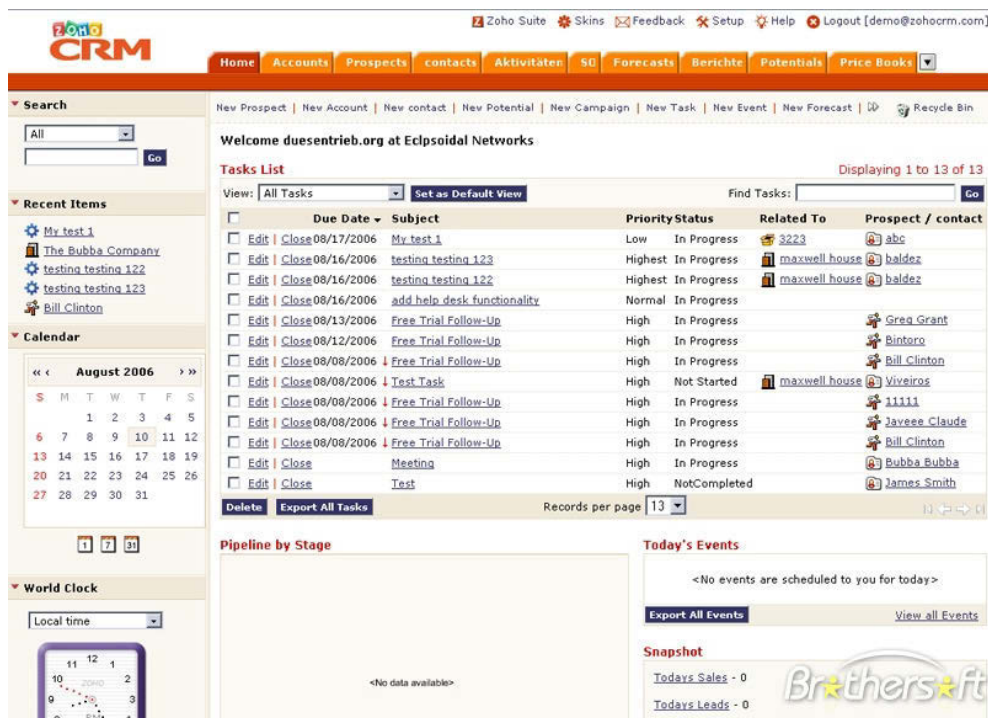 Zoho Suite Skins Feedback Setup Help Logout [demo@zohocrm.com]
ZOHO
CRM
Home Accounts Prospects contacts Aktivitäten SO Forecasts Berichte Potentials Price Books
Search
All
Go
Recent Items
My test 1
The Bubba Company
testing testing 122
testing testing 123
Bill Clinton
Calendar
« ‹ August 2006 › »
S M T W T F S
1 2 3 4 5
6 7 8 9 10 11 12
13 14 15 16 17 18 19
20 21 22 23 24 25 26
27 28 29 30 31
1 7 31
World Clock
Local time
11 12 1
10 ZOHO 2
9 3
PM
New Prospect | New Account | New contact | New Potential | New Campaign | New Task | New Event | New Forecast | Recycle Bin
Welcome duesentrieb.org at Eclpsoidal Networks
Tasks List Displaying 1 to 13 of 13
View: All Tasks Set as Default View Find Tasks: Go
Due Date Subject Priority Status Related To Prospect / contact
Edit | Close 08/17/2006 My test 1 Low In Progress 3223 abc
Edit | Close 08/16/2006 testing testing 123 Highest In Progress maxwell house baldez
Edit | Close 08/16/2006 testing testing 122 Highest In Progress maxwell house baldez
Edit | Close 08/16/2006 add help desk functionality Normal In Progress
Edit | Close 08/13/2006 Free Trial Follow-Up High In Progress Greg Grant
Edit | Close 08/12/2006 Free Trial Follow-Up High In Progress Bintoro
Edit | Close 08/08/2006 Free Trial Follow-Up High In Progress Bill Clinton
Edit | Close 08/08/2006 Test Task High Not Started maxwell house Viveiros
Edit | Close 08/08/2006 Free Trial Follow-Up High In Progress 11111
Edit | Close 08/08/2006 Free Trial Follow-Up High In Progress Javeee Claude
Edit | Close 08/08/2006 Free Trial Follow-Up High In Progress Bill Clinton
Edit | Close Meeting High In Progress Bubba Bubba
Edit | Close Test High NotCompleted James Smith
Delete Export All Tasks Records per page 13
Pipeline by Stage
<No data available>
Today's Events
<No events are scheduled to you for today>
Export All Events View all Events
Snapshot
Todays Sales - 0
Todays Leads - 0
Brothersoft